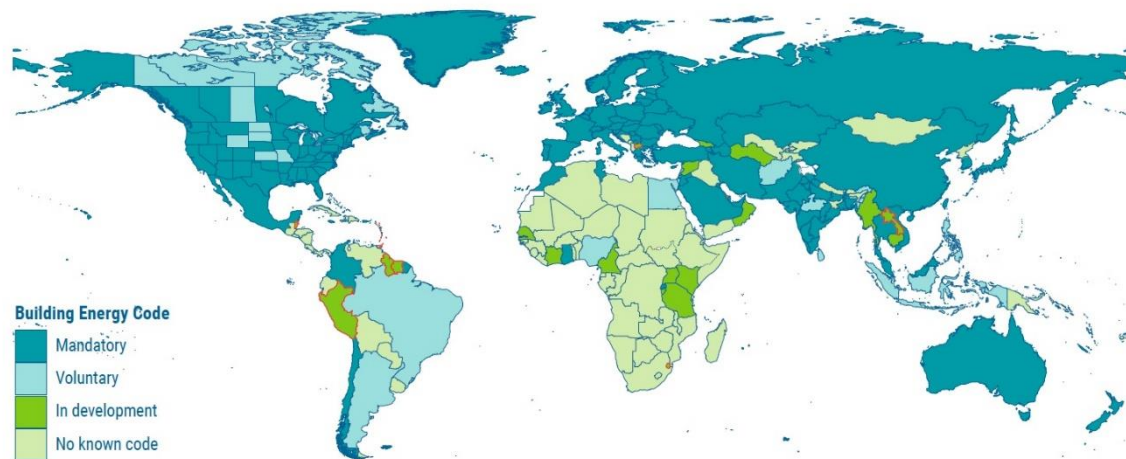 Building Energy Code
Mandatory
Voluntary
In development
No known code